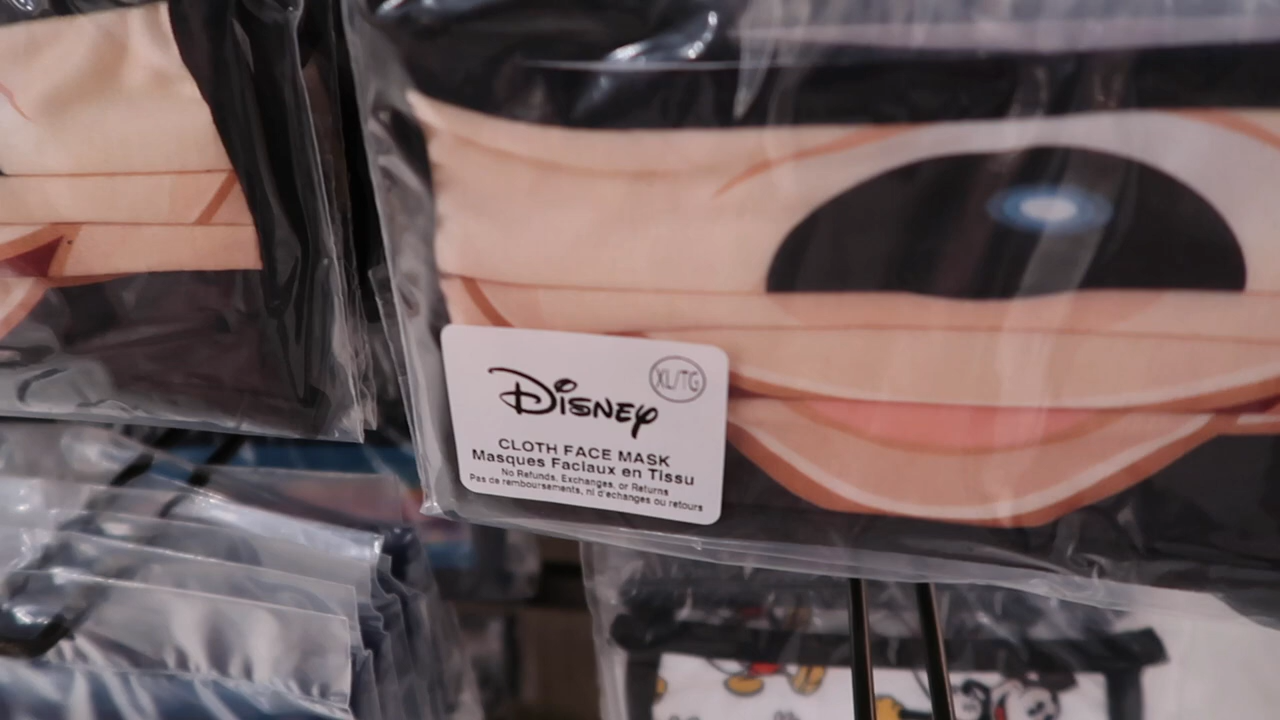 XL/TG
Disney
CLOTH FACE MASK
Masques Faciaux en Tissu
No Refunds, Exchanges, or Returns
Pas de remboursements, ni d'echanges ou retours